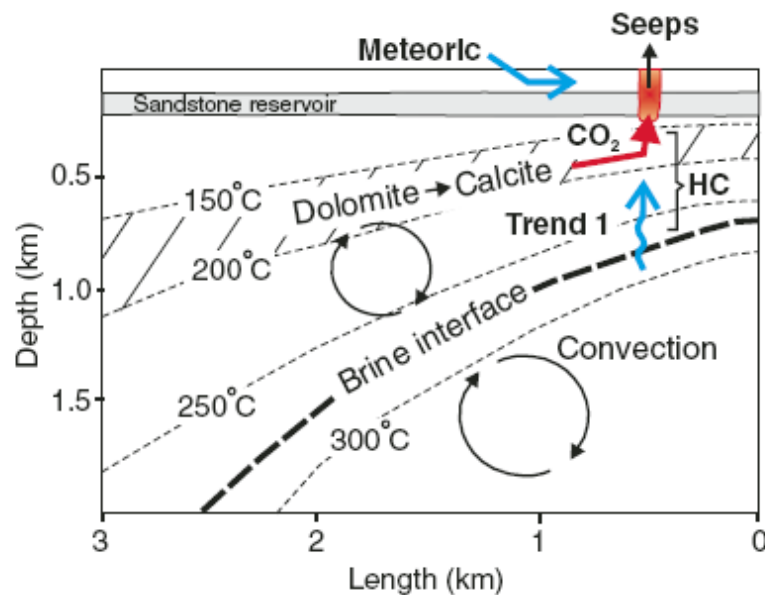 Seeps
Meteoric
Sandstone reservoir
CO₂
0.5
150°C
Dolomite → Calcite
HC
200°C
Trend 1
Depth (km)
1.0
Brine interface
Convection
1.5
250°C
300°C
3
2
1
0
Length (km)